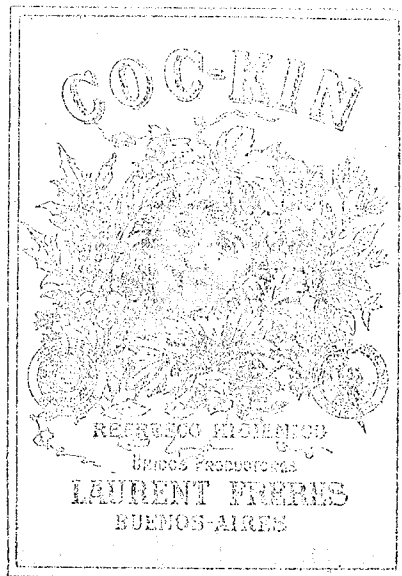 COC-KIN
REFRESCO HIGIENICO
UNICOS PRODUCTORES
LAURENT FRERES
BUENOS-AIRES